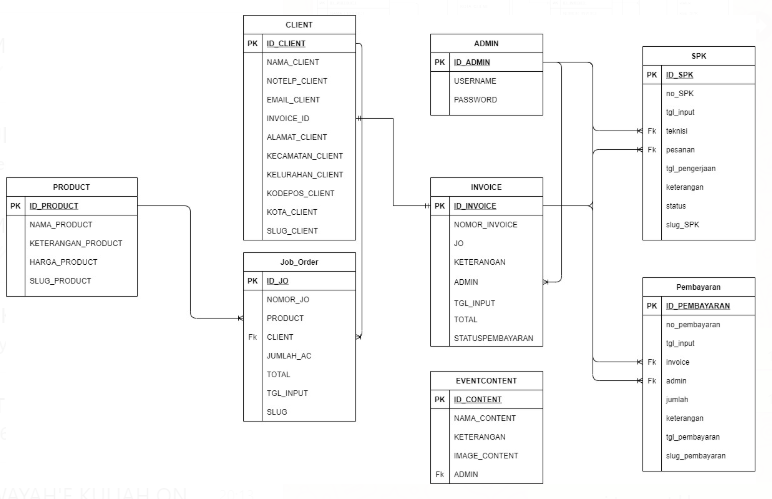 CLIENT
PK ID_CLIENT
NAMA_CLIENT
NOTELP_CLIENT
EMAIL_CLIENT
INVOICE_ID
ALAMAT_CLIENT
KECAMATAN_CLIENT
KELURAHAN_CLIENT
KODEPOS_CLIENT
KOTA_CLIENT
SLUG_CLIENT
ADMIN
PK ID_ADMIN
USERNAME
PASSWORD
SPK
PK ID_SPK
no_SPK
tgl_input
Fk teknisi
Fk pesanan
tgl_pengerjaan
keterangan
status
slug_SPK
PRODUCT
PK ID_PRODUCT
NAMA_PRODUCT
KETERANGAN_PRODUCT
HARGA_PRODUCT
SLUG_PRODUCT
INVOICE
PK ID_INVOICE
NOMOR_INVOICE
JO
KETERANGAN
ADMIN
TGL_INPUT
TOTAL
STATUSPEMBAYARAN
Job_Order
PK ID_JO
NOMOR_JO
PRODUCT
Fk CLIENT
JUMLAH_AC
TOTAL
TGL_INPUT
SLUG
Pembayaran
PK ID_PEMBAYARAN
no_pembayaran
tgl_input
Fk invoice
Fk admin
jumlah
keterangan
tgl_pembayaran
slug_pembayaran
EVENTCONTENT
PK ID_CONTENT
NAMA_CONTENT
KETERANGAN
IMAGE_CONTENT
Fk ADMIN